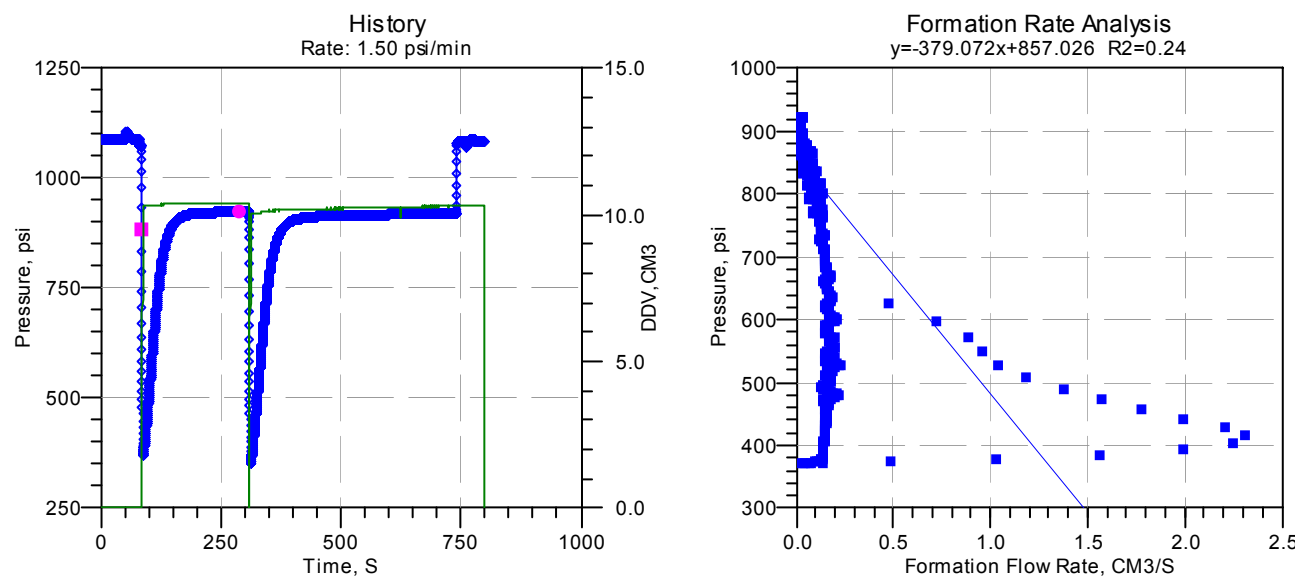 History
Rate: 1.50 psi/min
1250
1000
750
500
250
Pressure, psi
15.0
10.0
5.0
0.0
DDV,CM3
0 250 500 750 1000
Time, S
Formation Rate Analysis
y=-379.072x+857.026 R2=0.24
1000
900
800
700
600
500
400
300
Pressure, psi
0.0 0.5 1.0 1.5 2.0 2.5
Formation Flow Rate, CM3/S